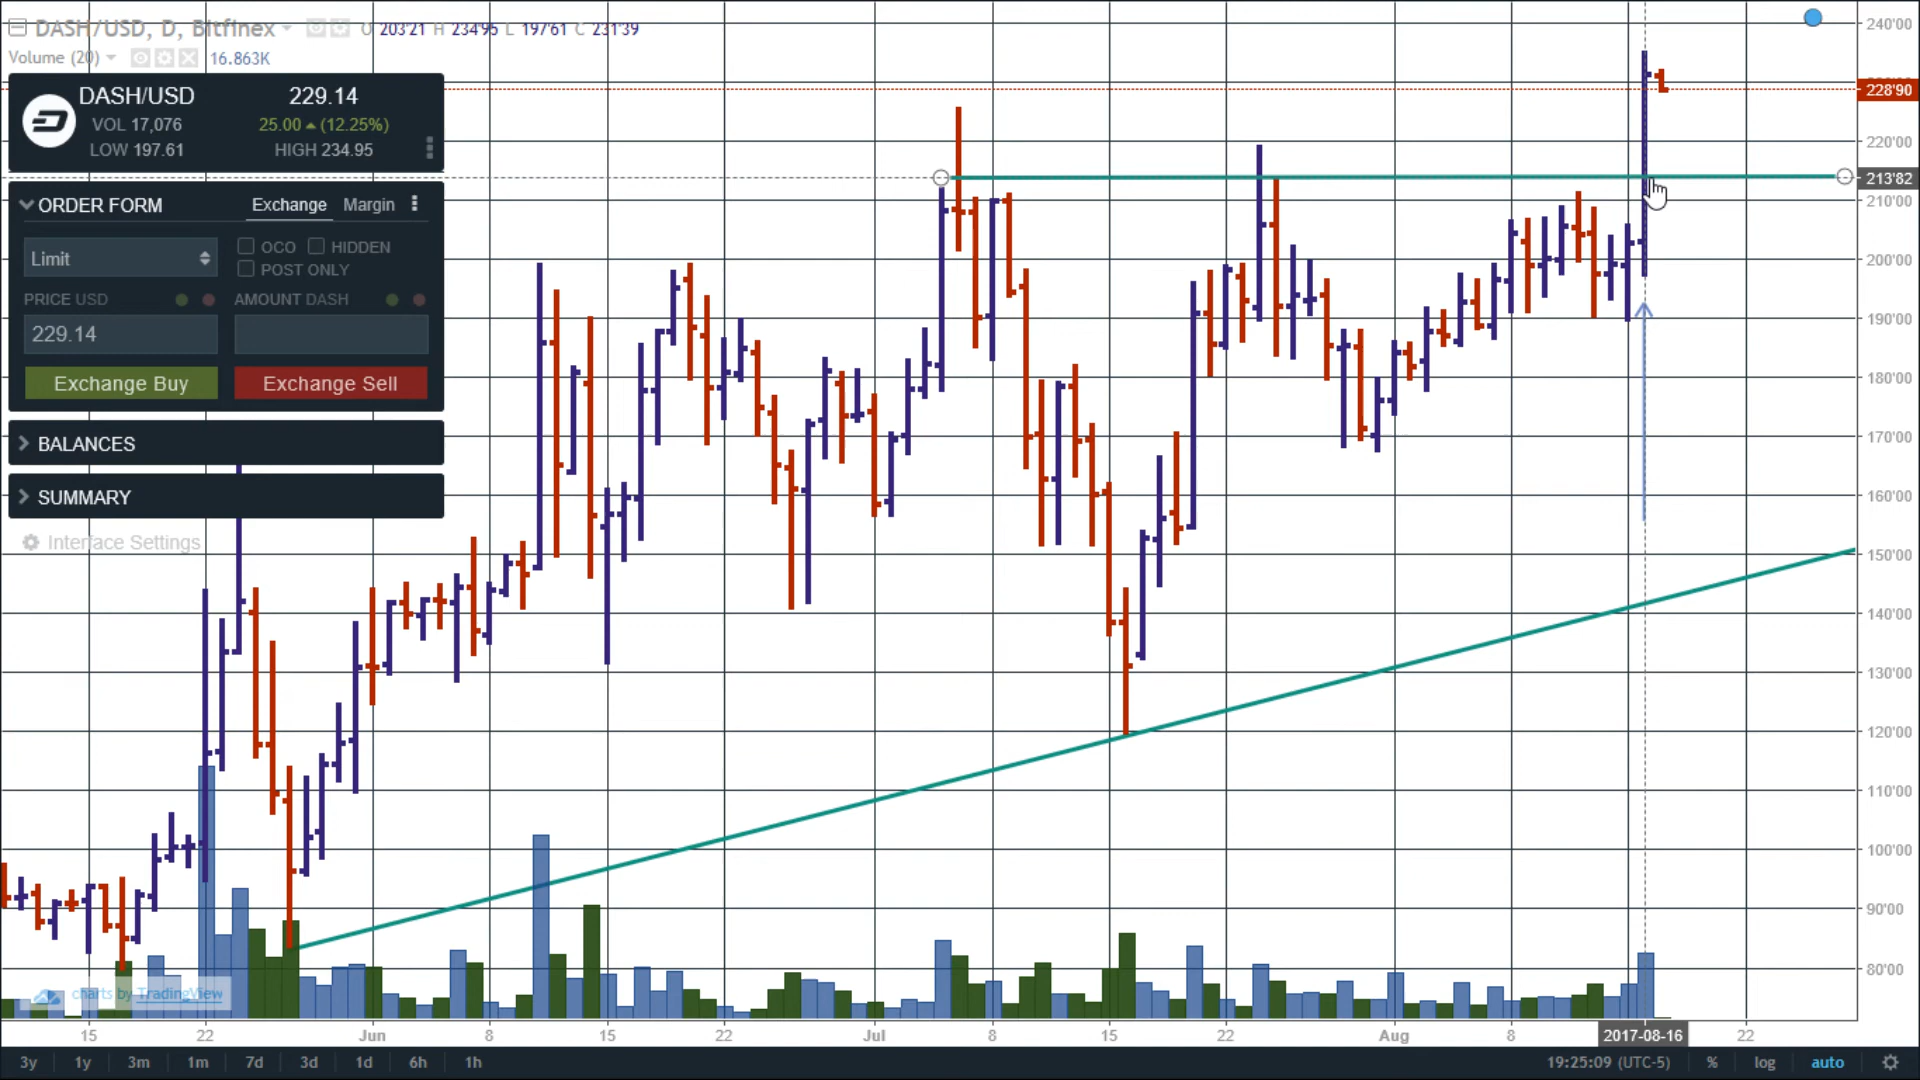 DASH/USD, D, Bitfinex O 203'21 H 234'95 L 197'61 C 231'39
Volume (20) 16.863K
DASH/USD 229.14
VOL 17,076 25.00 (12.25%)
LOW 197.61 HIGH 234.95
ORDER FORM Exchange Margin
Limit OCO HIDDEN
POST ONLY
PRICE USD AMOUNT DASH
229.14
Exchange Buy Exchange Sell
BALANCES
SUMMARY
Interface Settings
charts by TradingView
240'00
228'90
220'00
213'82
210'00
200'00
190'00
180'00
170'00
160'00
150'00
140'00
130'00
120'00
110'00
100'00
90'00
80'00
15 22 Jun 8 15 22 Jul 8 15 22 Aug 8 2017-08-16 22
3y 1y 3m 1m 7d 3d 1d 6h 1h 19:25:09 (UTC-5) % log auto